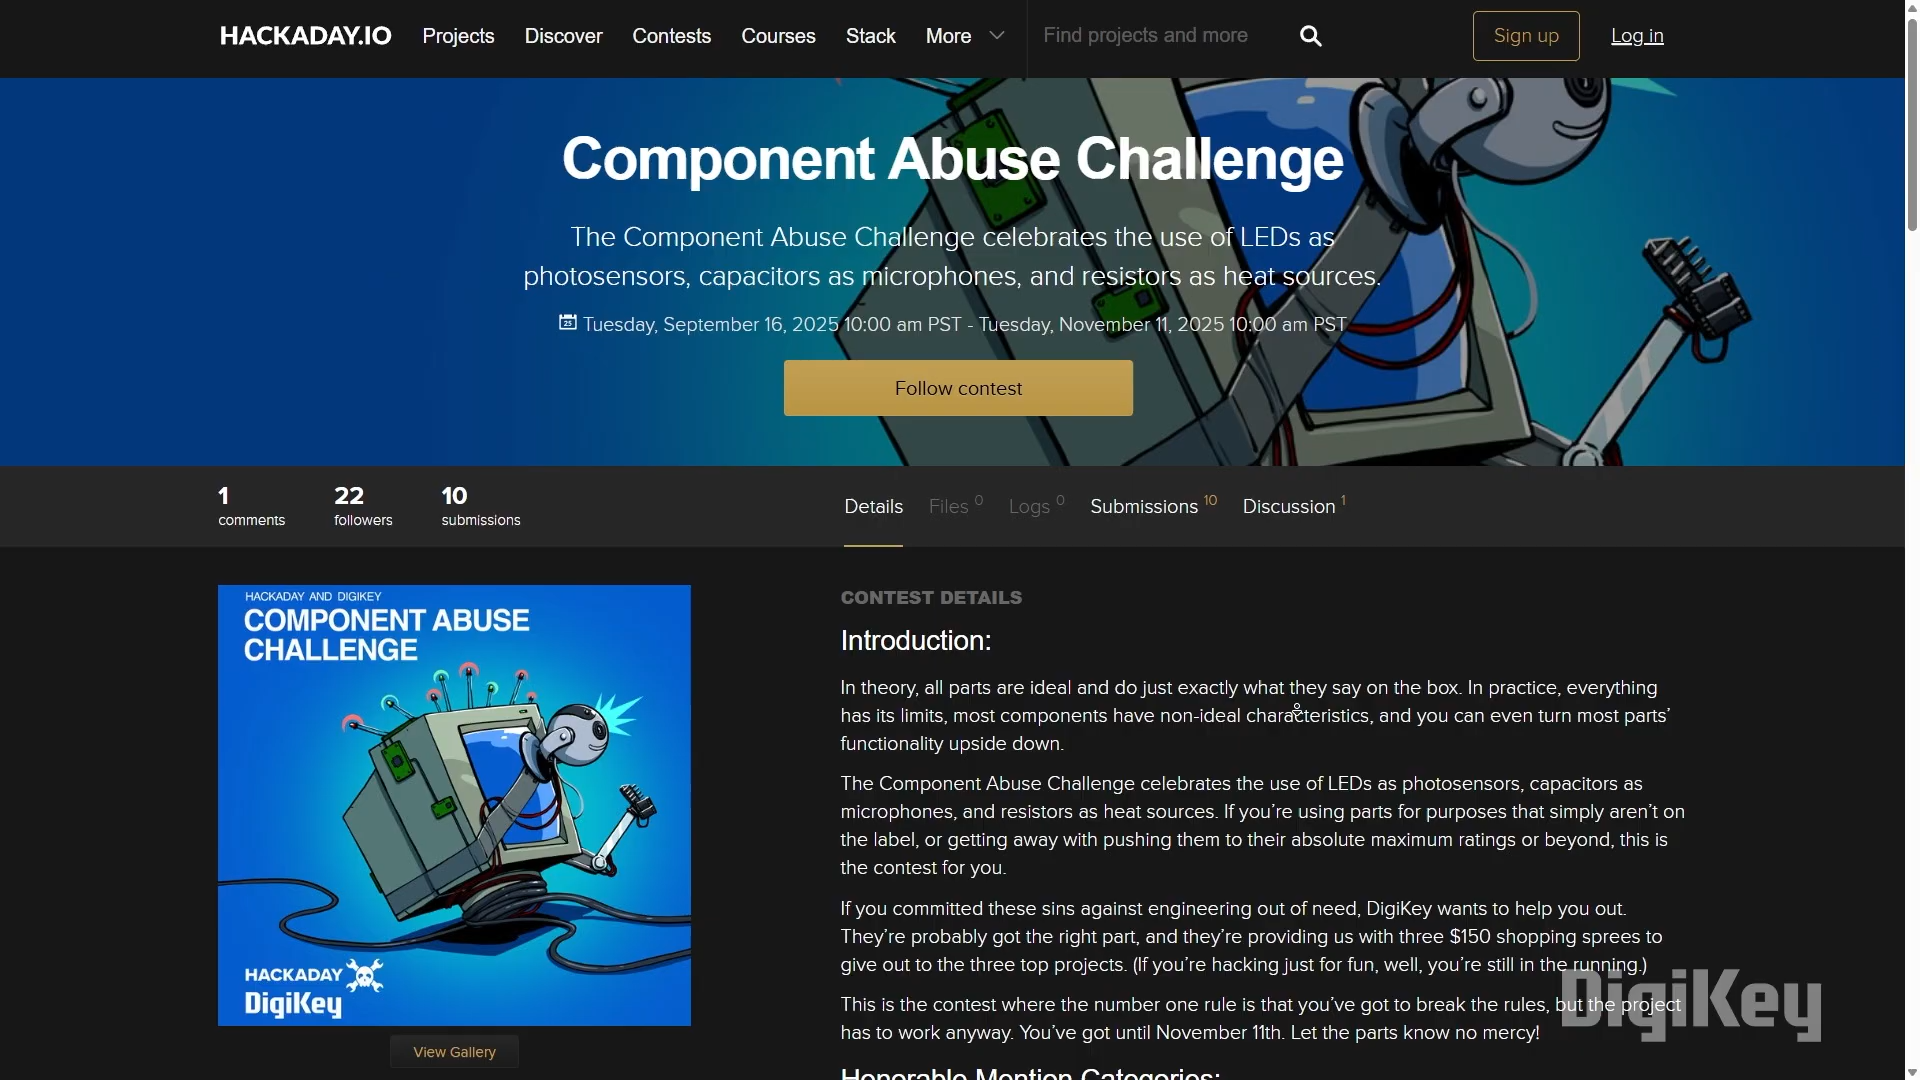 HACKADAY.IO Projects Discover Contests Courses Stack More Find projects and more Sign up Log in
Component Abuse Challenge
The Component Abuse Challenge celebrates the use of LEDs as
photosensors, capacitors as microphones, and resistors as heat sources.
25 Tuesday, September 16, 2025 10:00 am PST - Tuesday, November 11, 2025 10:00 am PST
Follow contest
1 22 10
comments followers submissions
Details Files 0 Logs 0 Submissions 10 Discussion 1
HACKADAY AND DIGIKEY
COMPONENT ABUSE
CHALLENGE
HACKADAY
DigiKey
View Gallery
CONTEST DETAILS
Introduction:
In theory, all parts are ideal and do just exactly what they say on the box. In practice, everything
has its limits, most components have non-ideal characteristics, and you can even turn most parts’
functionality upside down.
The Component Abuse Challenge celebrates the use of LEDs as photosensors, capacitors as
microphones, and resistors as heat sources. If you’re using parts for purposes that simply aren’t on
the label, or getting away with pushing them to their absolute maximum ratings or beyond, this is
the contest for you.
If you committed these sins against engineering out of need, DigiKey wants to help you out.
They’re probably got the right part, and they’re providing us with three $150 shopping sprees to
give out to the three top projects. (If you’re hacking just for fun, well, you’re still in the running.)
This is the contest where the number one rule is that you’ve got to break the rules, but the project
has to work anyway. You’ve got until November 11th. Let the parts know no mercy!
Honorable Mention Categories:
DigiKey